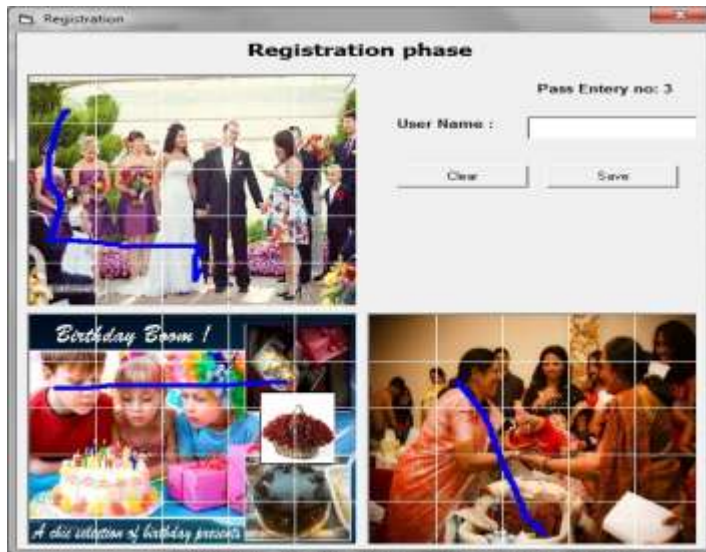 Registration
Registration phase
Pass Entery no: 3
User Name :
Clear
Save
Birthday Boom !
A chic selection of birthday presents